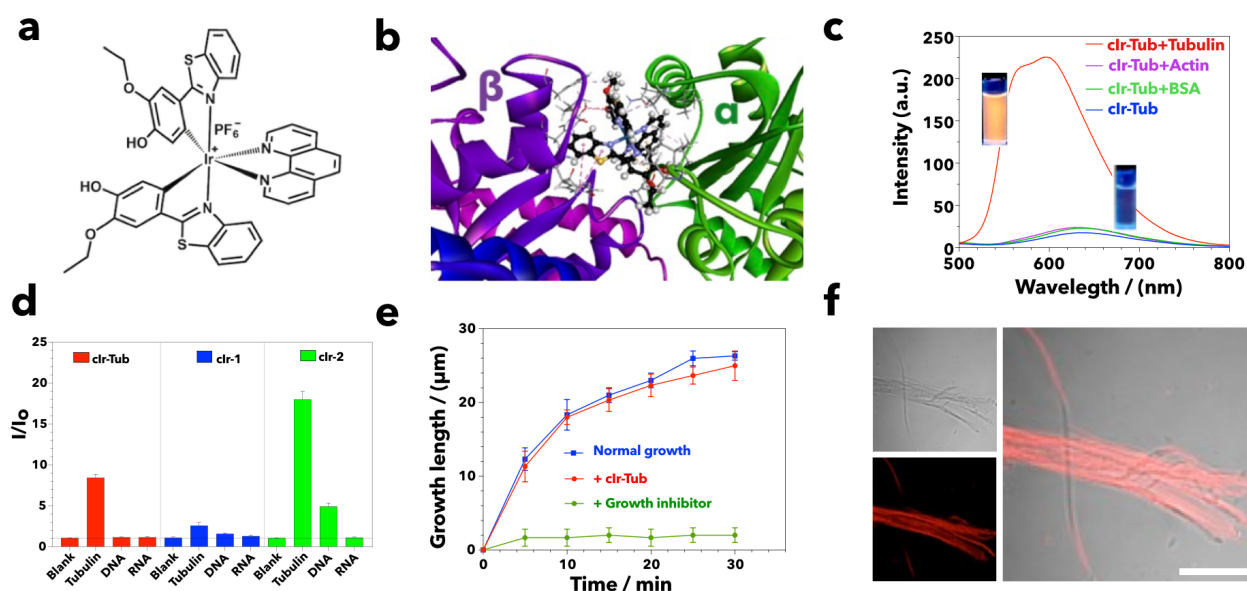 a
S
O
N
HO
PF6−
Ir
+
N
N
HO
N
O
S
b
β
α
c
Intensity (a.u.)
250
200
150
100
50
0
500
600
700
800
Wavelegth / (nm)
cIr-Tub+Tubulin
cIr-Tub+Actin
cIr-Tub+BSA
cIr-Tub
d
I/Io
25
20
15
10
5
0
cIr-Tub
cIr-1
cIr-2
Blank
Tubulin
DNA
RNA
Blank
Tubulin
DNA
RNA
Blank
Tubulin
DNA
RNA
e
Growth length / (μm)
30
20
10
0
0
10
20
30
Time / min
Normal growth
+ cIr-Tub
+ Growth inhibitor
f